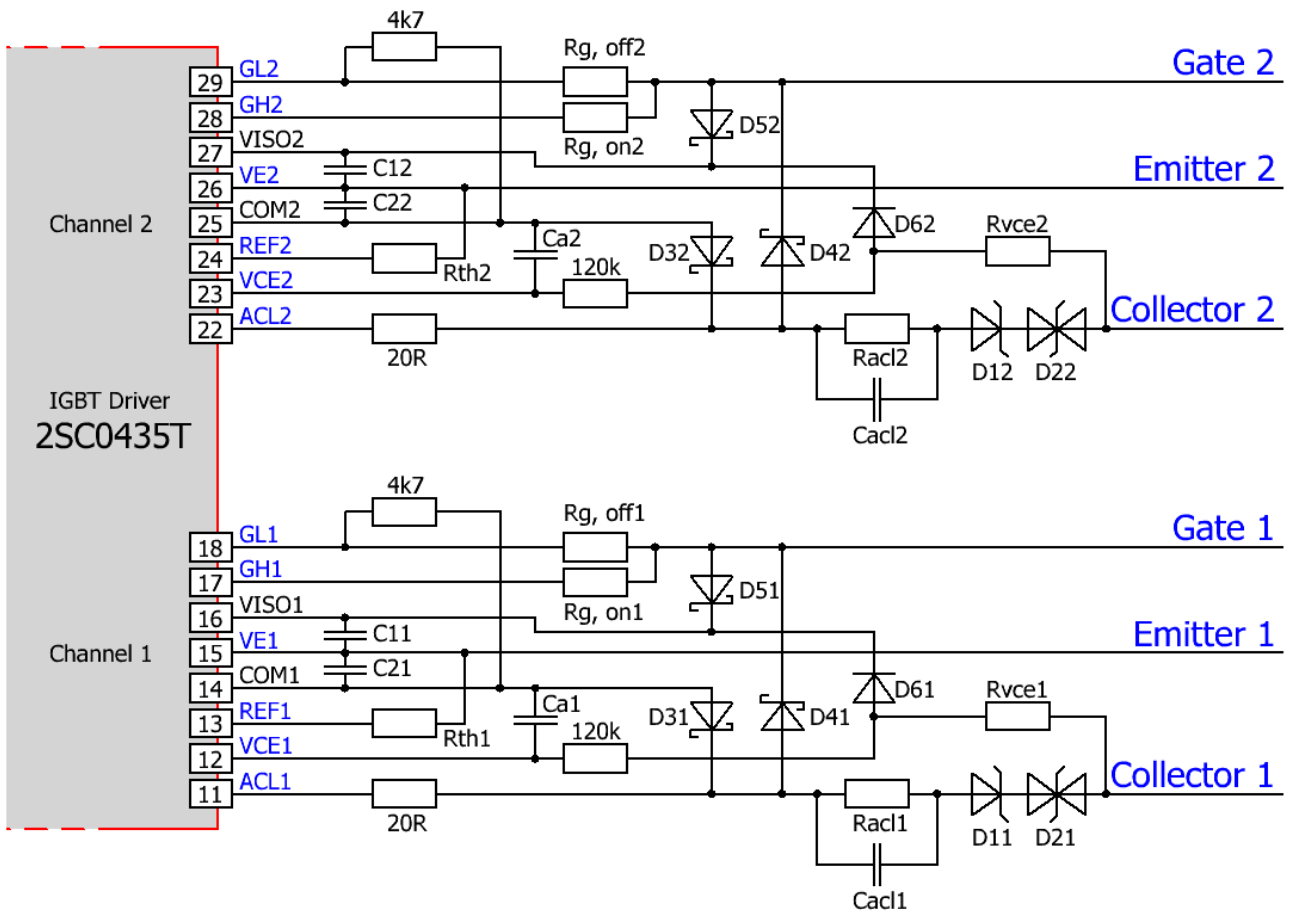 4k7
Rg, off2
Gate 2
29 GL2
28 GH2
D52
27 VISO2
Rg, on2
C12
26 VE2
Emitter 2
Channel 2
25 COM2
C22
D62
Rvce2
Ca2
24 REF2
D32
D42
Rth2
120k
23 VCE2
Collector 2
22 ACL2
20R
Racl2
D12
D22
IGBT Driver
2SC0435T
Cacl2
4k7
Rg, off1
Gate 1
18 GL1
17 GH1
D51
16 VISO1
Rg, on1
C11
15 VE1
Emitter 1
Channel 1
14 COM1
C21
D61
Rvce1
Ca1
13 REF1
D31
D41
Rth1
120k
12 VCE1
Collector 1
11 ACL1
20R
Racl1
D11
D21
Cacl1